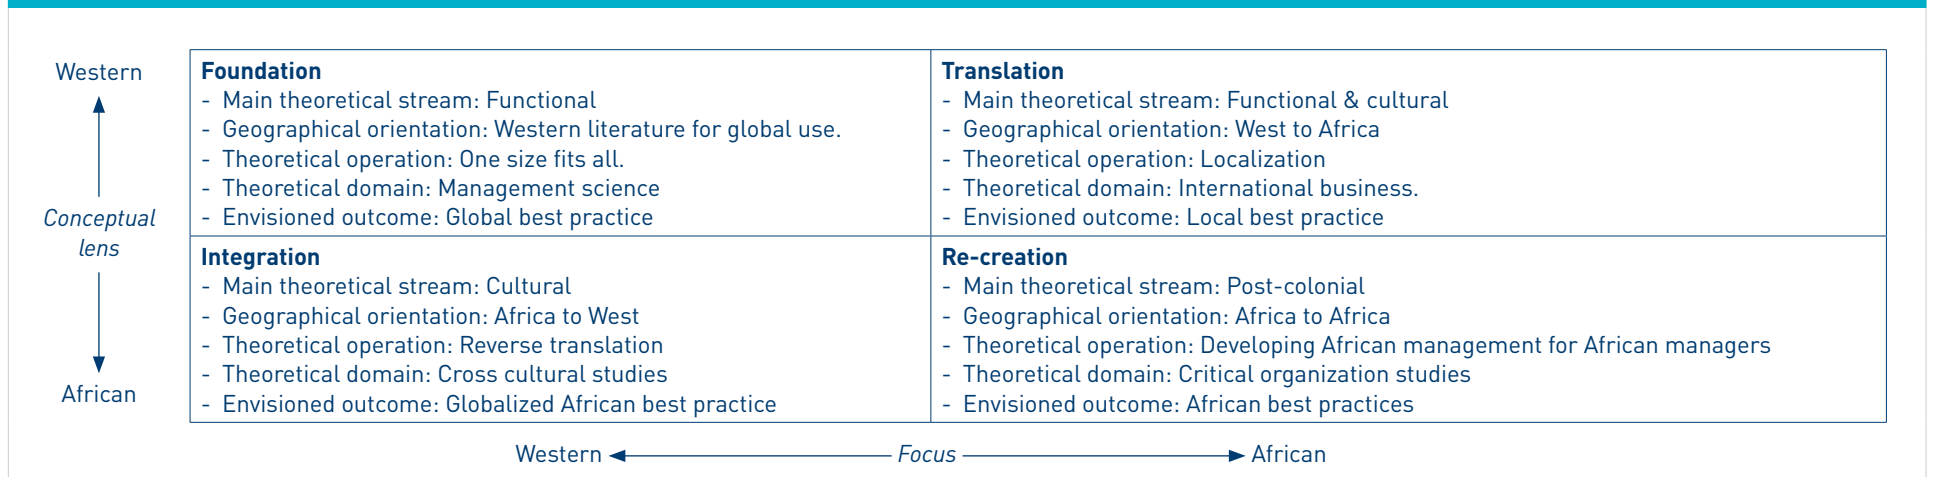 Western
Conceptual
lens
African
Foundation
- Main theoretical stream: Functional
- Geographical orientation: Western literature for global use.
- Theoretical operation: One size fits all.
- Theoretical domain: Management science
- Envisioned outcome: Global best practice
Translation
- Main theoretical stream: Functional & cultural
- Geographical orientation: West to Africa
- Theoretical operation: Localization
- Theoretical domain: International business.
- Envisioned outcome: Local best practice
Integration
- Main theoretical stream: Cultural
- Geographical orientation: Africa to West
- Theoretical operation: Reverse translation
- Theoretical domain: Cross cultural studies
- Envisioned outcome: Globalized African best practice
Re-creation
- Main theoretical stream: Post-colonial
- Geographical orientation: Africa to Africa
- Theoretical operation: Developing African management for African managers
- Theoretical domain: Critical organization studies
- Envisioned outcome: African best practices
Western Focus African